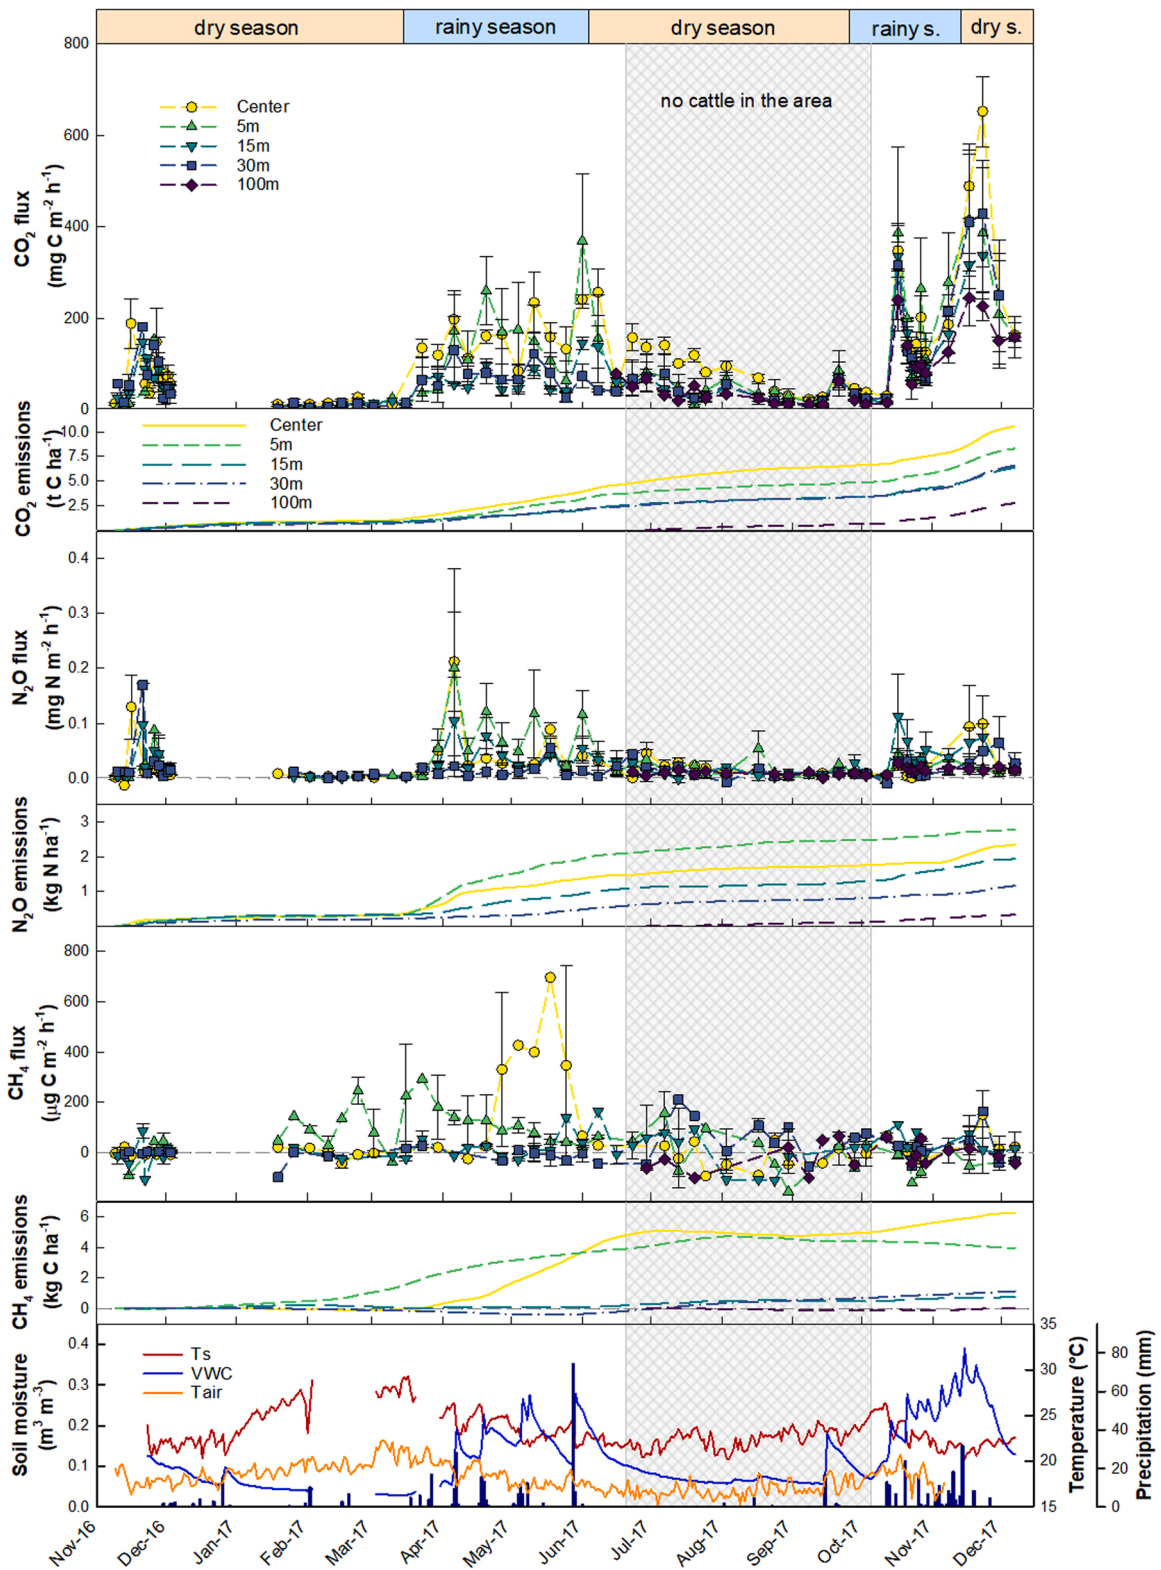 dry season
rainy season
dry season
rainy s.
dry s.
800
600
400
200
0
CO₂ flux
(mg C m⁻² h⁻¹)
no cattle in the area
Center
5m
15m
30m
100m
10.0
7.5
5.0
2.5
CO₂ emissions
(t C ha⁻¹)
Center
5m
15m
30m
100m
0.4
0.3
0.2
0.1
0.0
N₂O flux
(mg N m⁻² h⁻¹)
3
2
1
N₂O emissions
(kg N ha⁻¹)
800
600
400
200
0
CH₄ flux
(µg C m⁻² h⁻¹)
6
4
2
0
CH₄ emissions
(kg C ha⁻¹)
0.4
0.3
0.2
0.1
0.0
Soil moisture
(m³ m⁻³)
Ts
VWC
Tair
35
30
25
20
15
Temperature (°C)
80
60
40
20
0
Precipitation (mm)
Nov-16
Dec-16
Jan-17
Feb-17
Mar-17
Apr-17
May-17
Jun-17
Jul-17
Aug-17
Sep-17
Oct-17
Nov-17
Dec-17